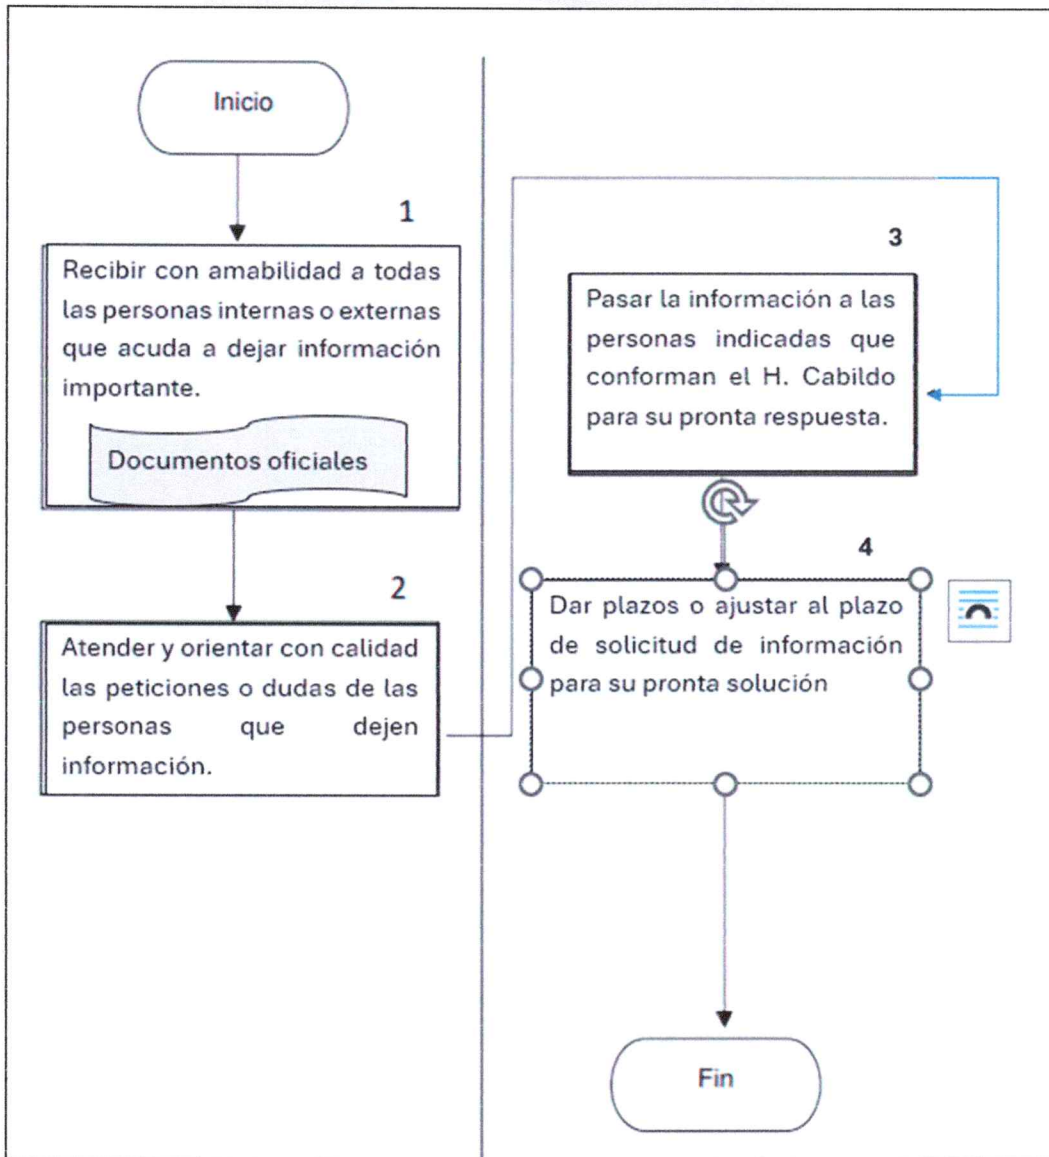 Inicio
1
Recibir con amabilidad a todas
las personas internas o externas
que acuda a dejar información
importante.
Documentos oficiales
2
Atender y orientar con calidad
las peticiones o dudas de las
personas que dejen
información.
3
Pasar la información a las
personas indicadas que
conforman el H. Cabildo
para su pronta respuesta.
4
Dar plazos o ajustar al plazo
de solicitud de información
para su pronta solución
Fin